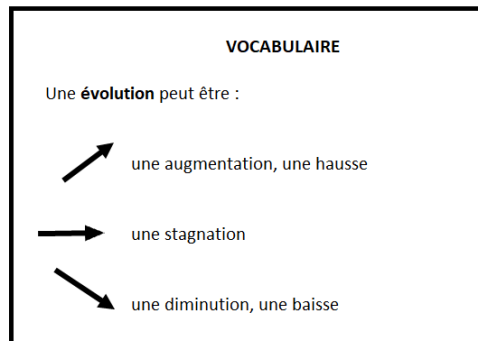 VOCABULAIRE
Une évolution peut être :
une augmentation, une hausse
une stagnation
une diminution, une baisse